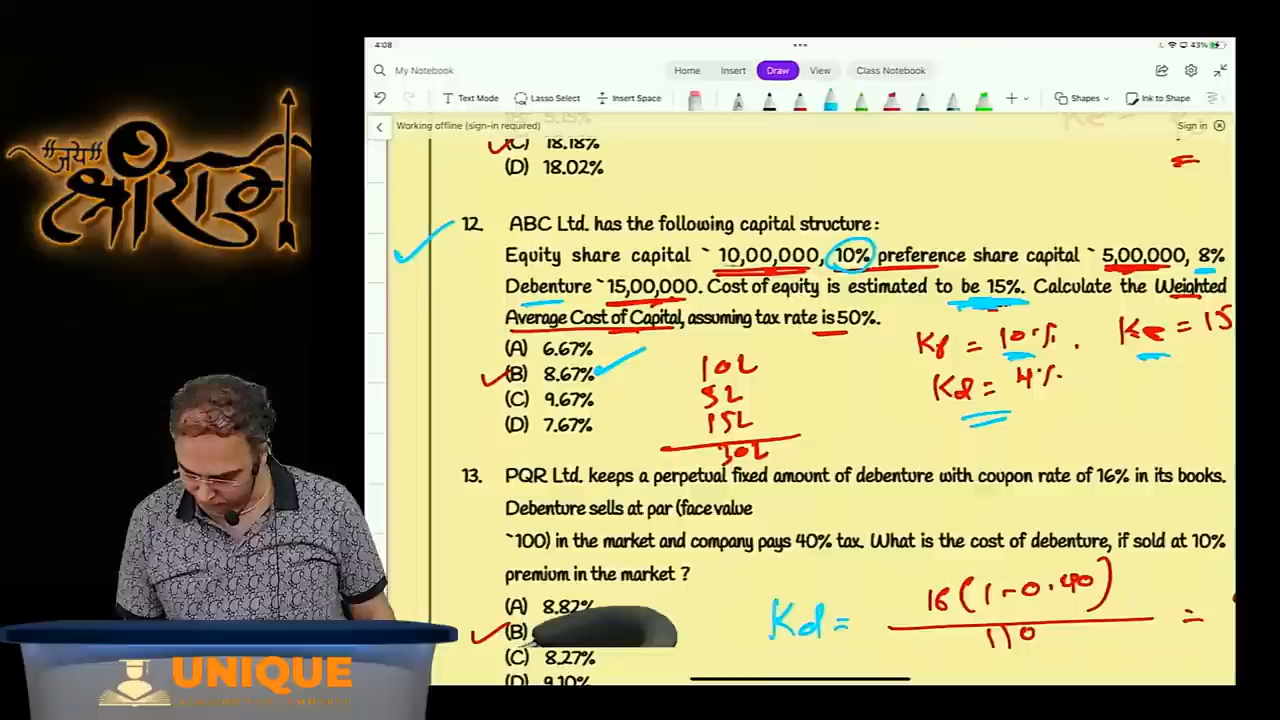 "जय"
श्रीराम
4:08
43%
My Notebook
Home Insert Draw View Class Notebook
Text Mode
Lasso Select
Insert Space
Shapes
Ink to Shape
Working offline (sign-in required)
Sign in
(C) 18.18%
(D) 18.02%
12. ABC Ltd. has the following capital structure:
Equity share capital ~ 10,00,000, 10% preference share capital ~ 5,00,000, 8%
Debenture ~ 15,00,000. Cost of equity is estimated to be 15%. Calculate the Weighted
Average Cost of Capital, assuming tax rate is 50%.
(A) 6.67%
(B) 8.67%
(C) 9.67%
(D) 7.67%
10L
5L
15L
30L
Kp = 10%.
Ke = 15
Kd = 4%
13. PQR Ltd. keeps a perpetual fixed amount of debenture with coupon rate of 16% in its books.
Debenture sells at par (face value
~100) in the market and company pays 40% tax. What is the cost of debenture, if sold at 10%
premium in the market ?
(A) 8.82%
(B)
(C) 8.27%
(D) 9.10%
Kd = 16(1-0.40)
110
=
UNIQUE